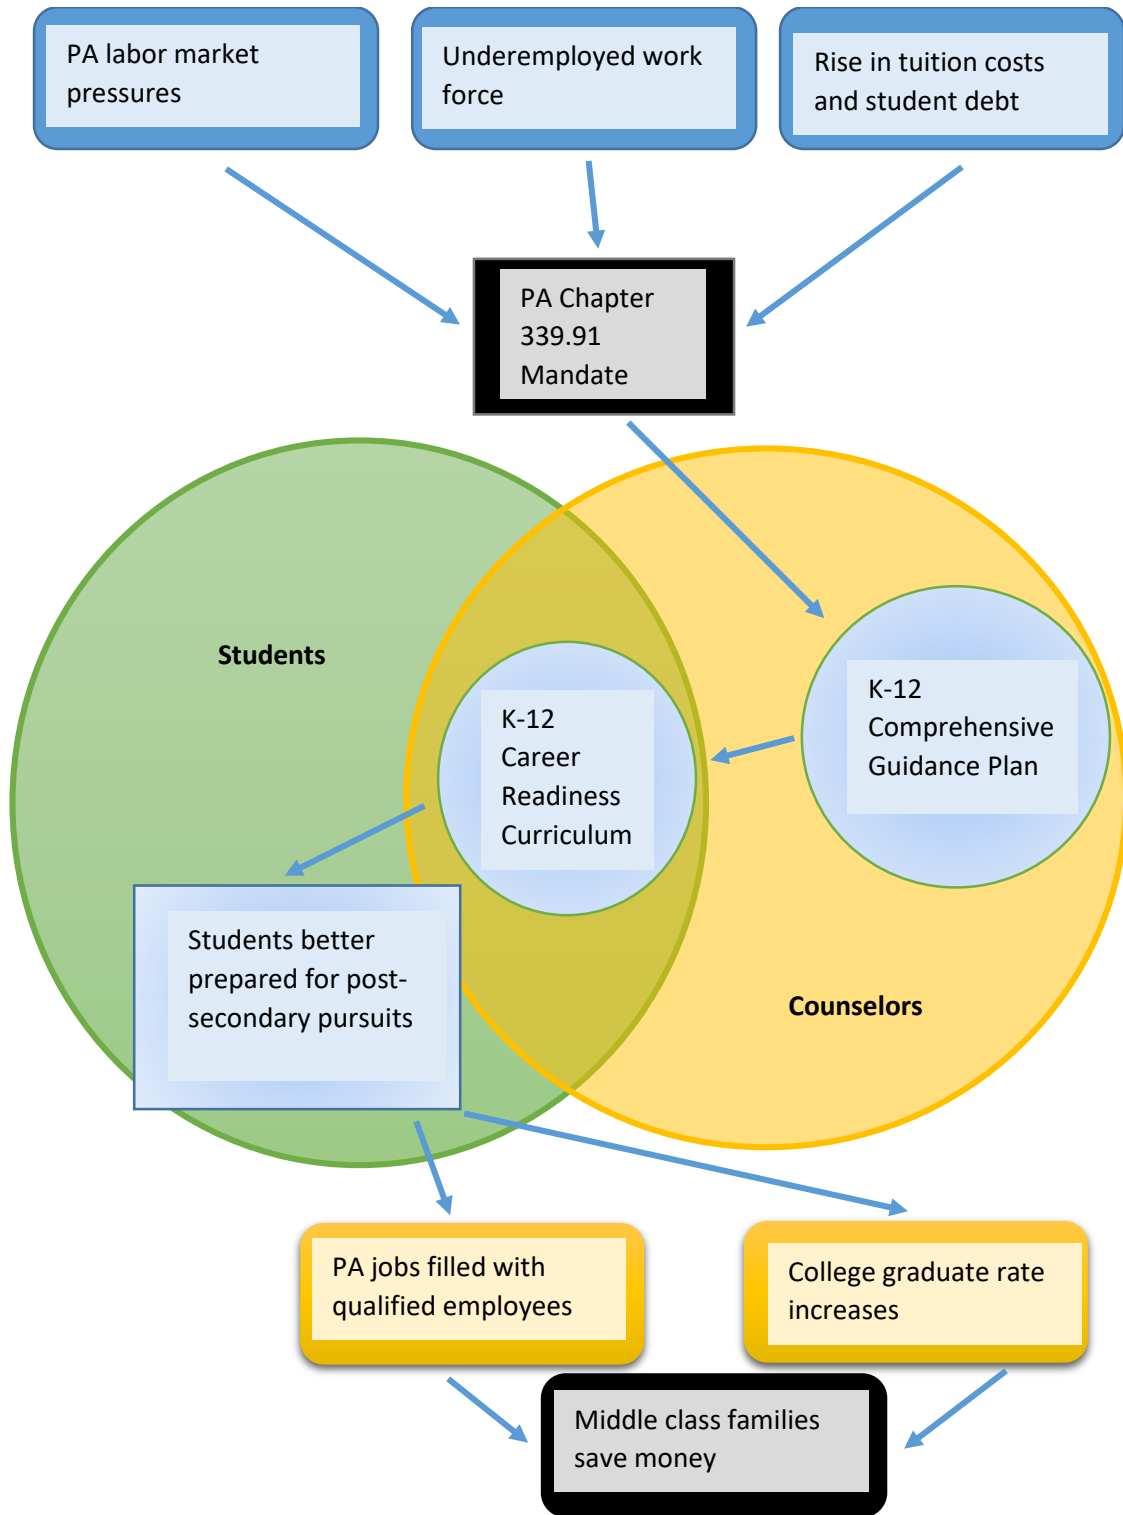 PA labor market
pressures
Underemployed work
force
Rise in tuition costs
and student debt
PA Chapter
339.91
Mandate
Students
K-12
Career
Readiness
Curriculum
K-12
Comprehensive
Guidance Plan
Students better
prepared for post-
secondary pursuits
Counselors
PA jobs filled with
qualified employees
College graduate rate
increases
Middle class families
save money